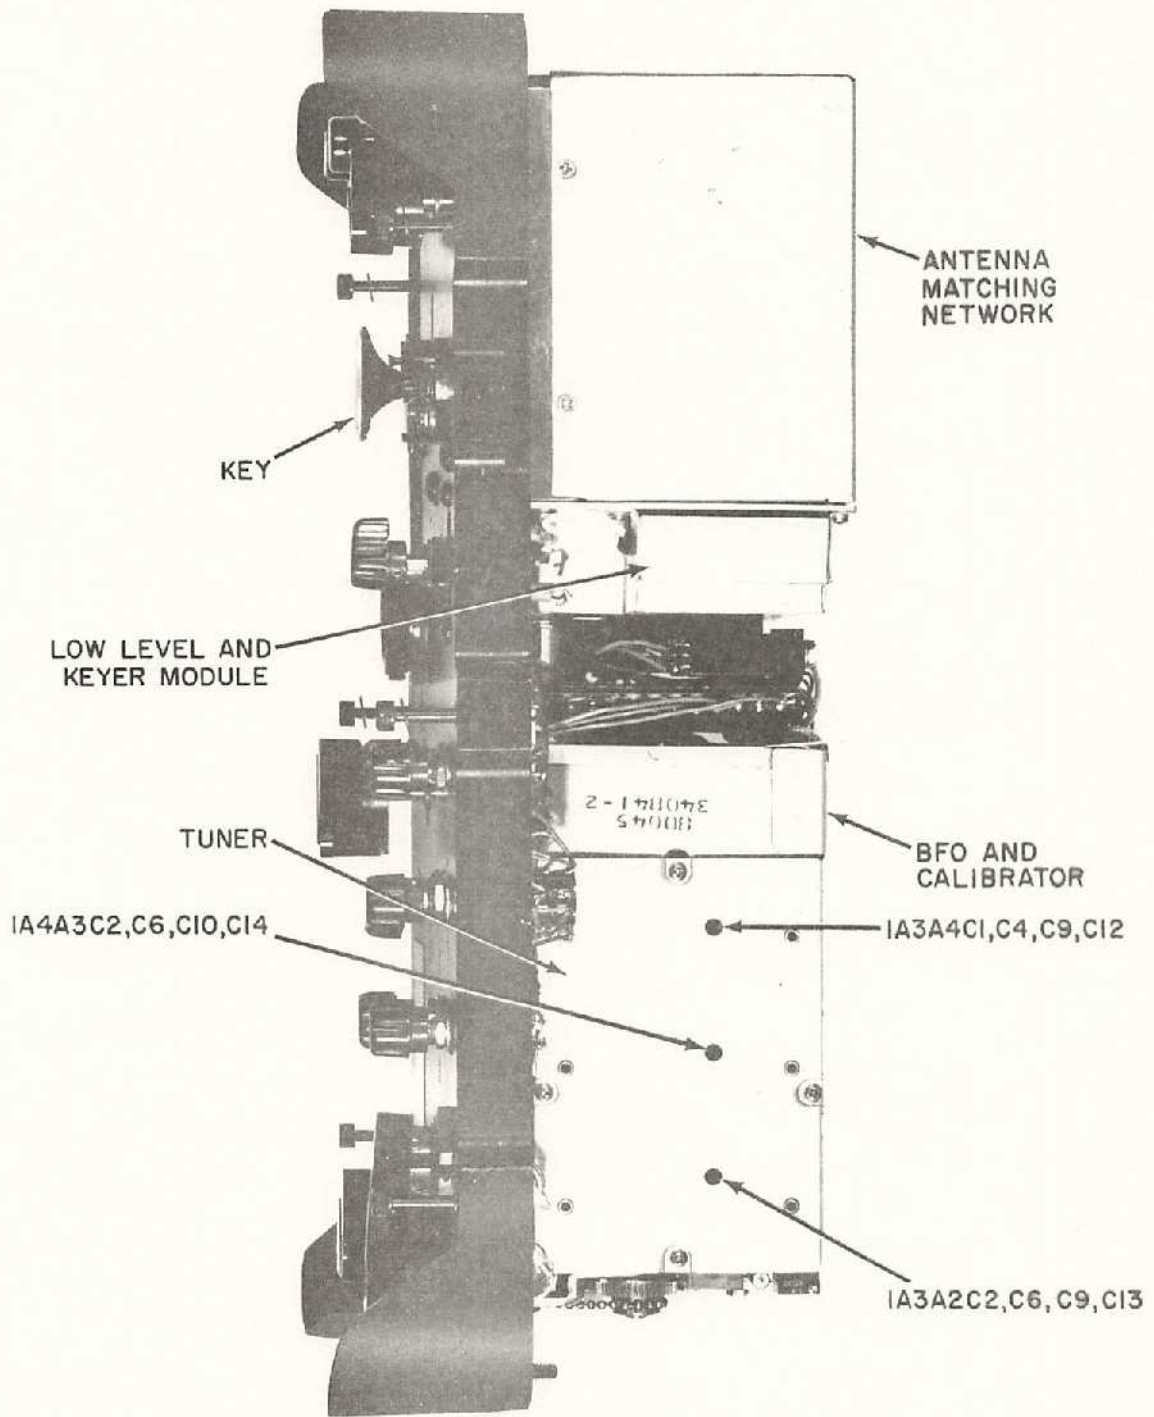 ANTENNA
MATCHING
NETWORK
KEY
LOW LEVEL AND
KEYER MODULE
80045
340841-2
TUNER
BFO AND
CALIBRATOR
1A4A3C2,C6,C10,C14
1A3A4C1,C4,C9,C12
1A3A2C2,C6,C9,C13